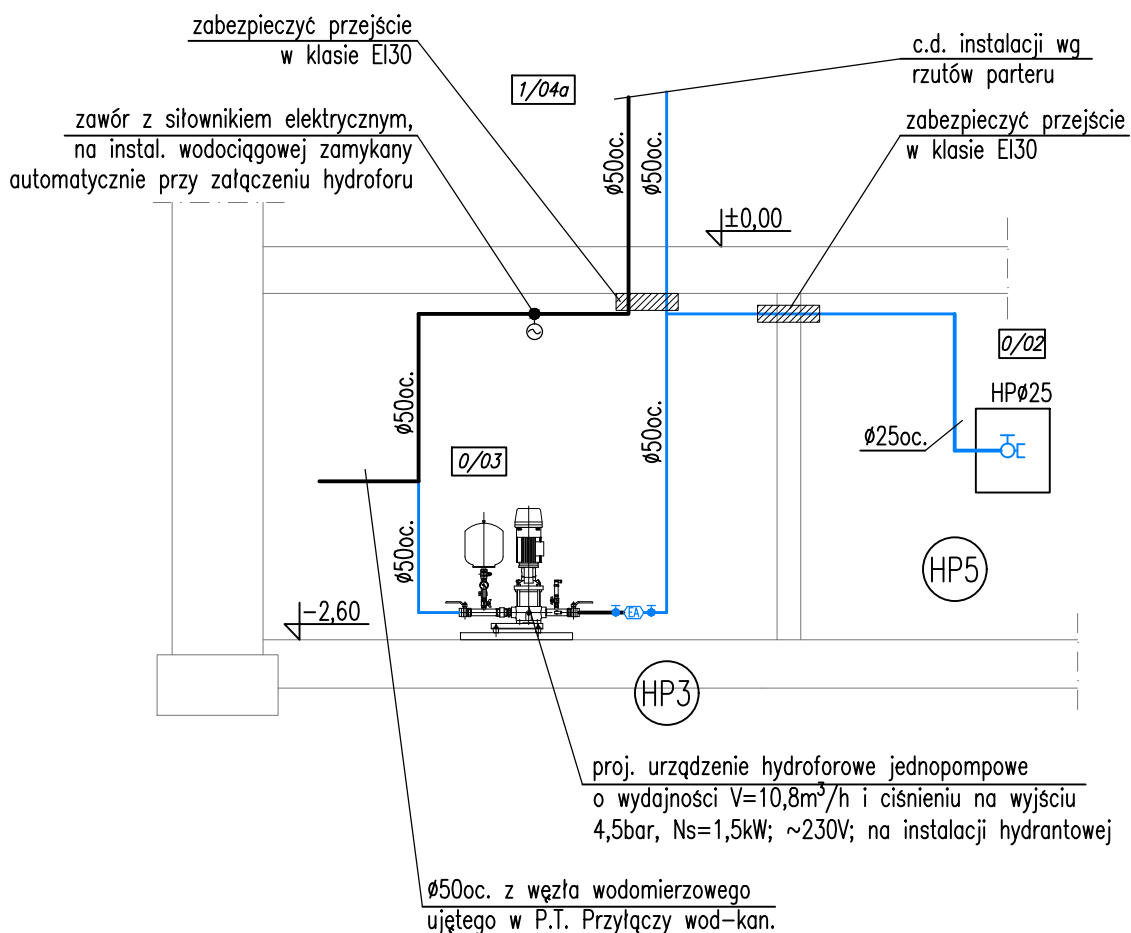 zabezpieczyć przejście
w klasie EI30
c.d. instalacji wg
rzutów parteru
1/04a
zawór z siłownikiem elektrycznym,
na instal. wodociągowej zamykany
automatycznie przy załączeniu hydroforu
zabezpieczyć przejście
w klasie EI30
ø50oc.
ø50oc.
±0,00
0/02
HPø25
ø50oc.
ø50oc.
ø25oc.
0/03
ø50oc.
HP5
EA
-2,60
HP3
proj. urządzenie hydroforowe jednopompowe
o wydajności V=10,8m³/h i ciśnieniu na wyjściu
4,5bar, Ns=1,5kW; ~230V; na instalacji hydrantowej
ø50oc. z węzła wodomierzowego
ujętego w P.T. Przyłączy wod-kan.